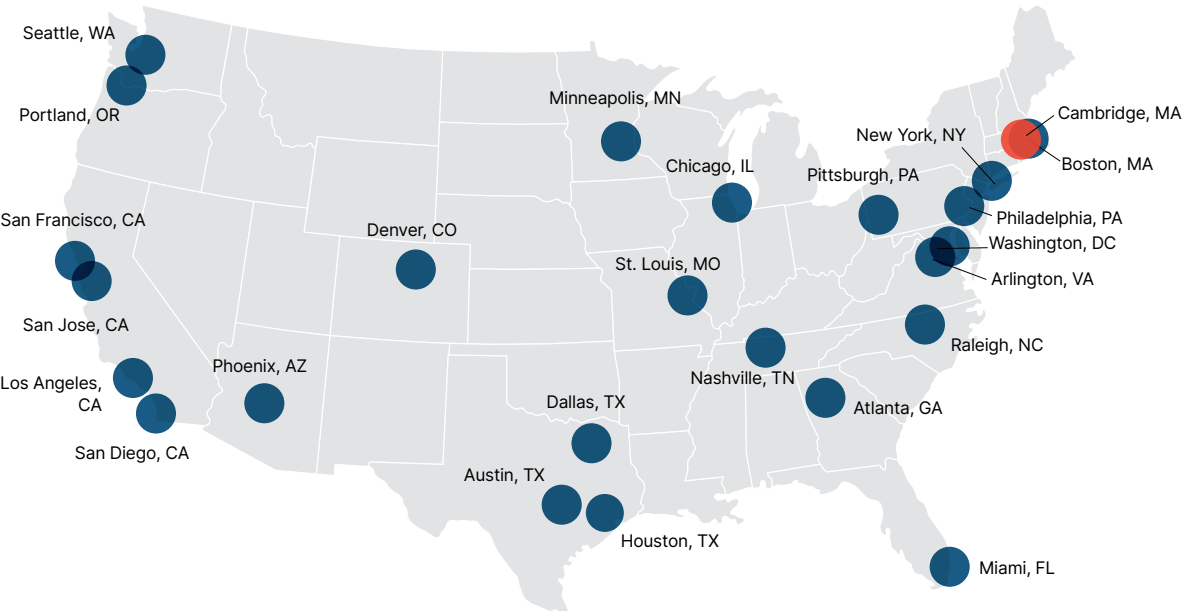 Seattle, WA
Portland, OR
Minneapolis, MN
Cambridge, MA
New York, NY
Boston, MA
Chicago, IL
Pittsburgh, PA
San Francisco, CA
Philadelphia, PA
Denver, CO
Washington, DC
St. Louis, MO
Arlington, VA
San Jose, CA
Raleigh, NC
Phoenix, AZ
Nashville, TN
Los Angeles,
CA
Dallas, TX
Atlanta, GA
San Diego, CA
Austin, TX
Houston, TX
Miami, FL